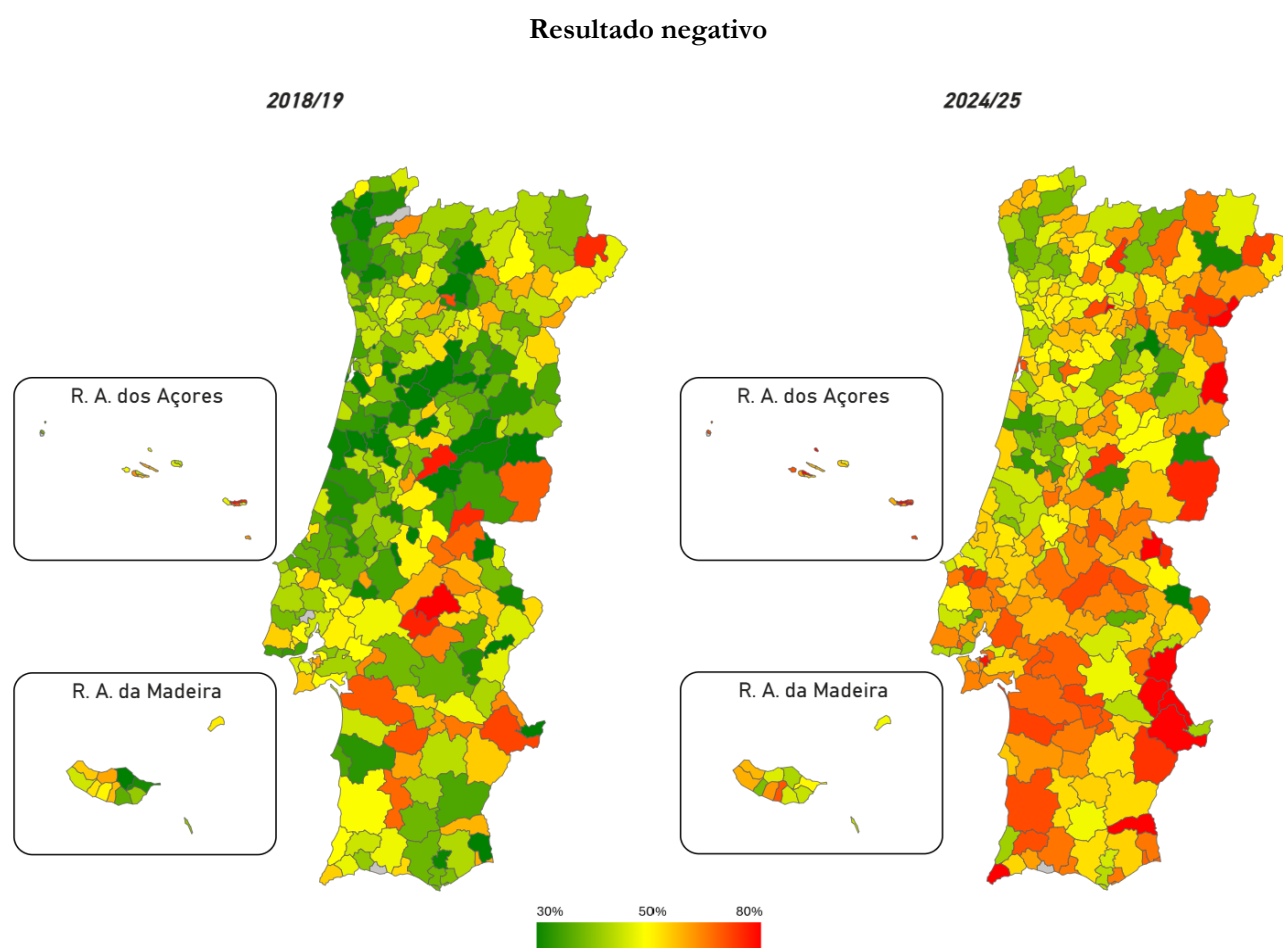 Resultado negativo
2018/19
2024/25
R. A. dos Açores
R. A. dos Açores
R. A. da Madeira
R. A. da Madeira
30%
50%
80%